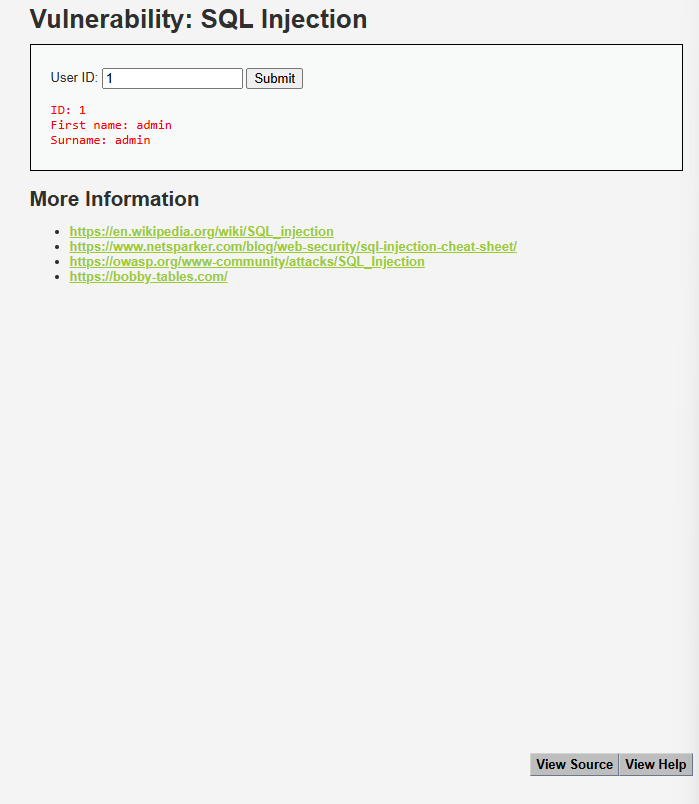 Vulnerability: SQL Injection
User ID: 1 Submit
ID: 1
First name: admin
Surname: admin
More Information
https://en.wikipedia.org/wiki/SQL_injection
https://www.netsparker.com/blog/web-security/sql-injection-cheat-sheet/
https://owasp.org/www-community/attacks/SQL_Injection
https://bobby-tables.com/
View Source View Help